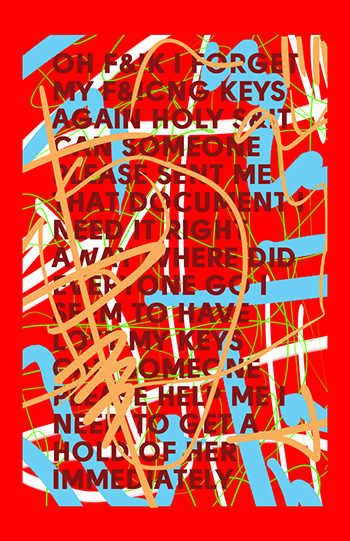 OH F&*K I FORGET
MY F&*CNG KEYS
AGAIN HOLY S#IT
CAN SOMEONE
PLEASE SENT ME
THAT DOCUMENT I
NEED IT RIGHT
AWAY WHERE DID
EVERYONE GO I
SEEM TO HAVE
LOST MY KEYS
CAN SOMEONE
PLEASE HELP ME I
NEED TO GET A
HOLD OF HER
IMMEDIATELY